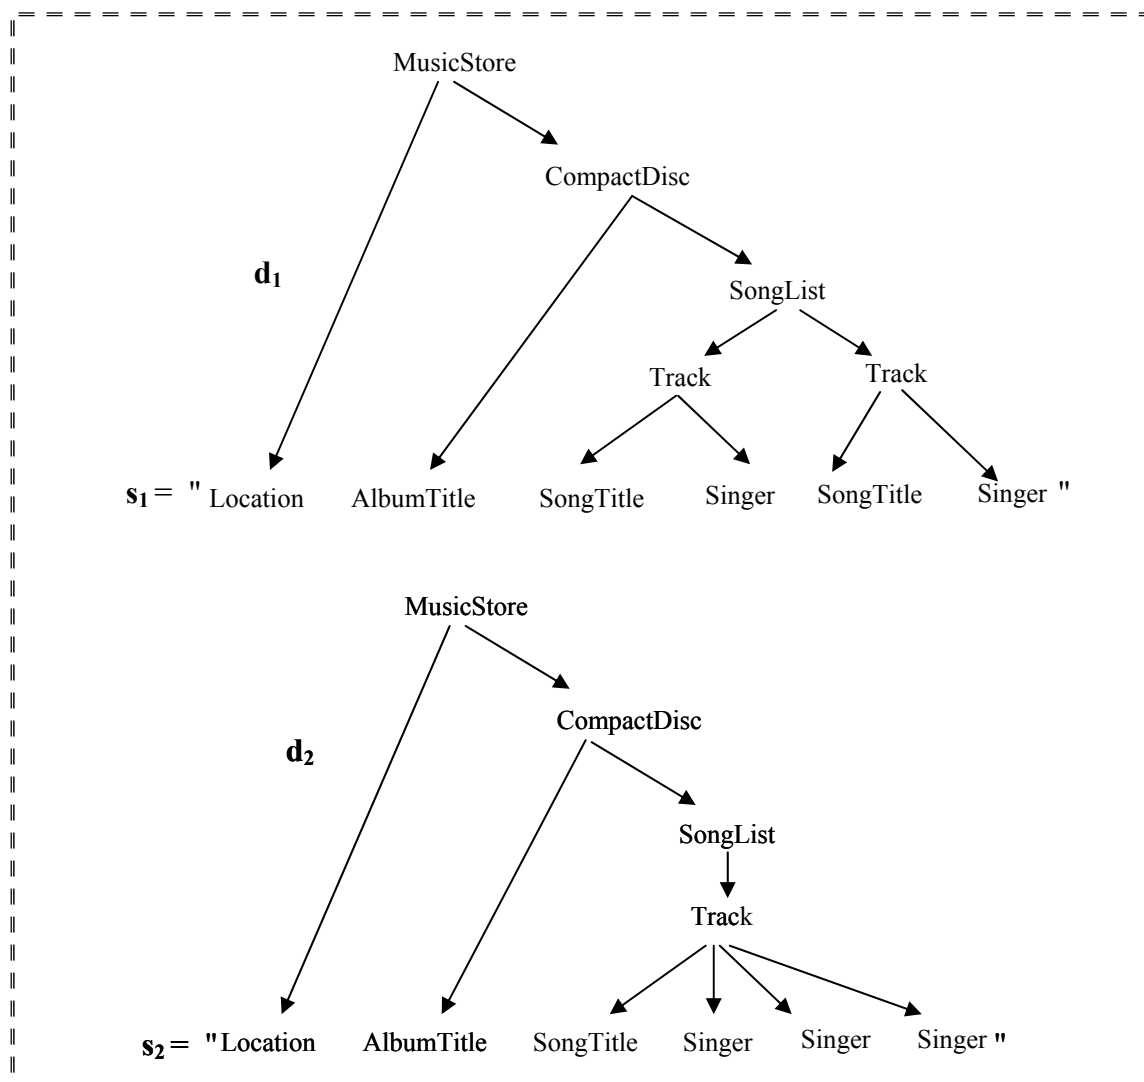 MusicStore
CompactDisc
d1
SongList
Track Track
s1 = " Location AlbumTitle SongTitle Singer SongTitle Singer "
MusicStore
CompactDisc
d2
SongList
Track
s2 = "Location AlbumTitle SongTitle Singer Singer Singer "